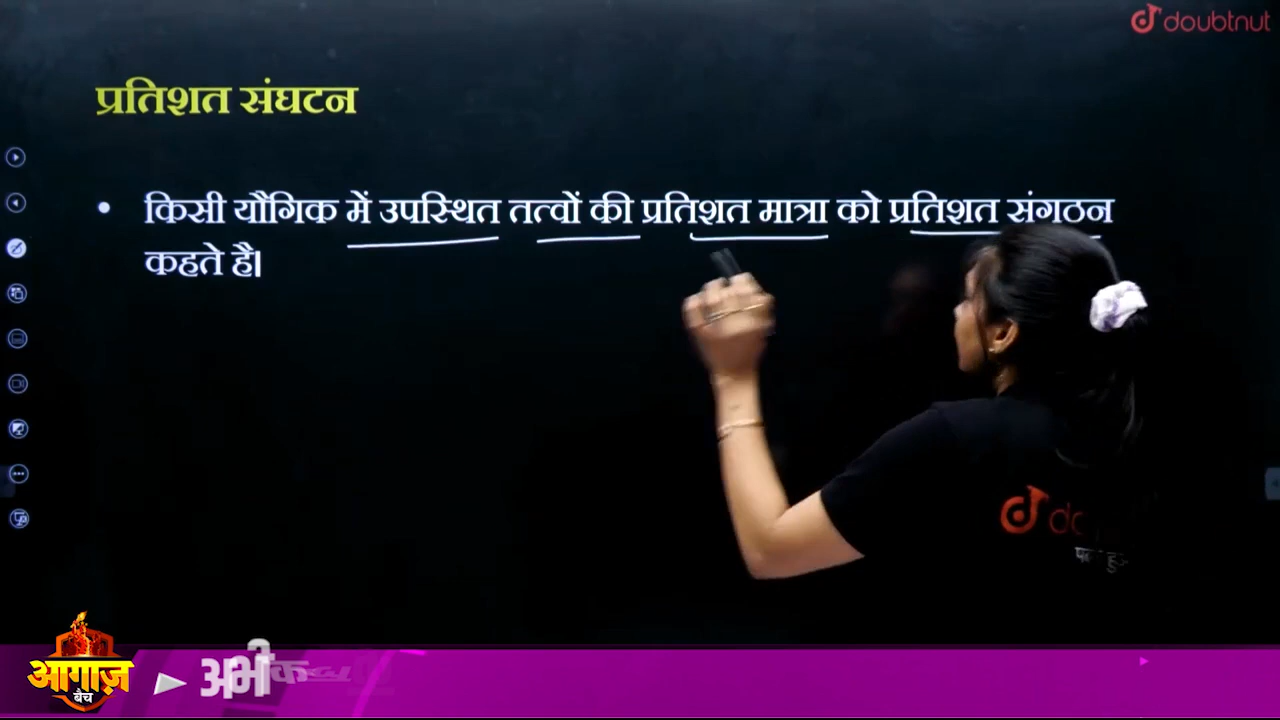 doubtnut
प्रतिशत संघटन
• किसी यौगिक में उपस्थित तत्वों की प्रतिशत मात्रा को प्रतिशत संगठन
कहते है।
आगाज़
बैच